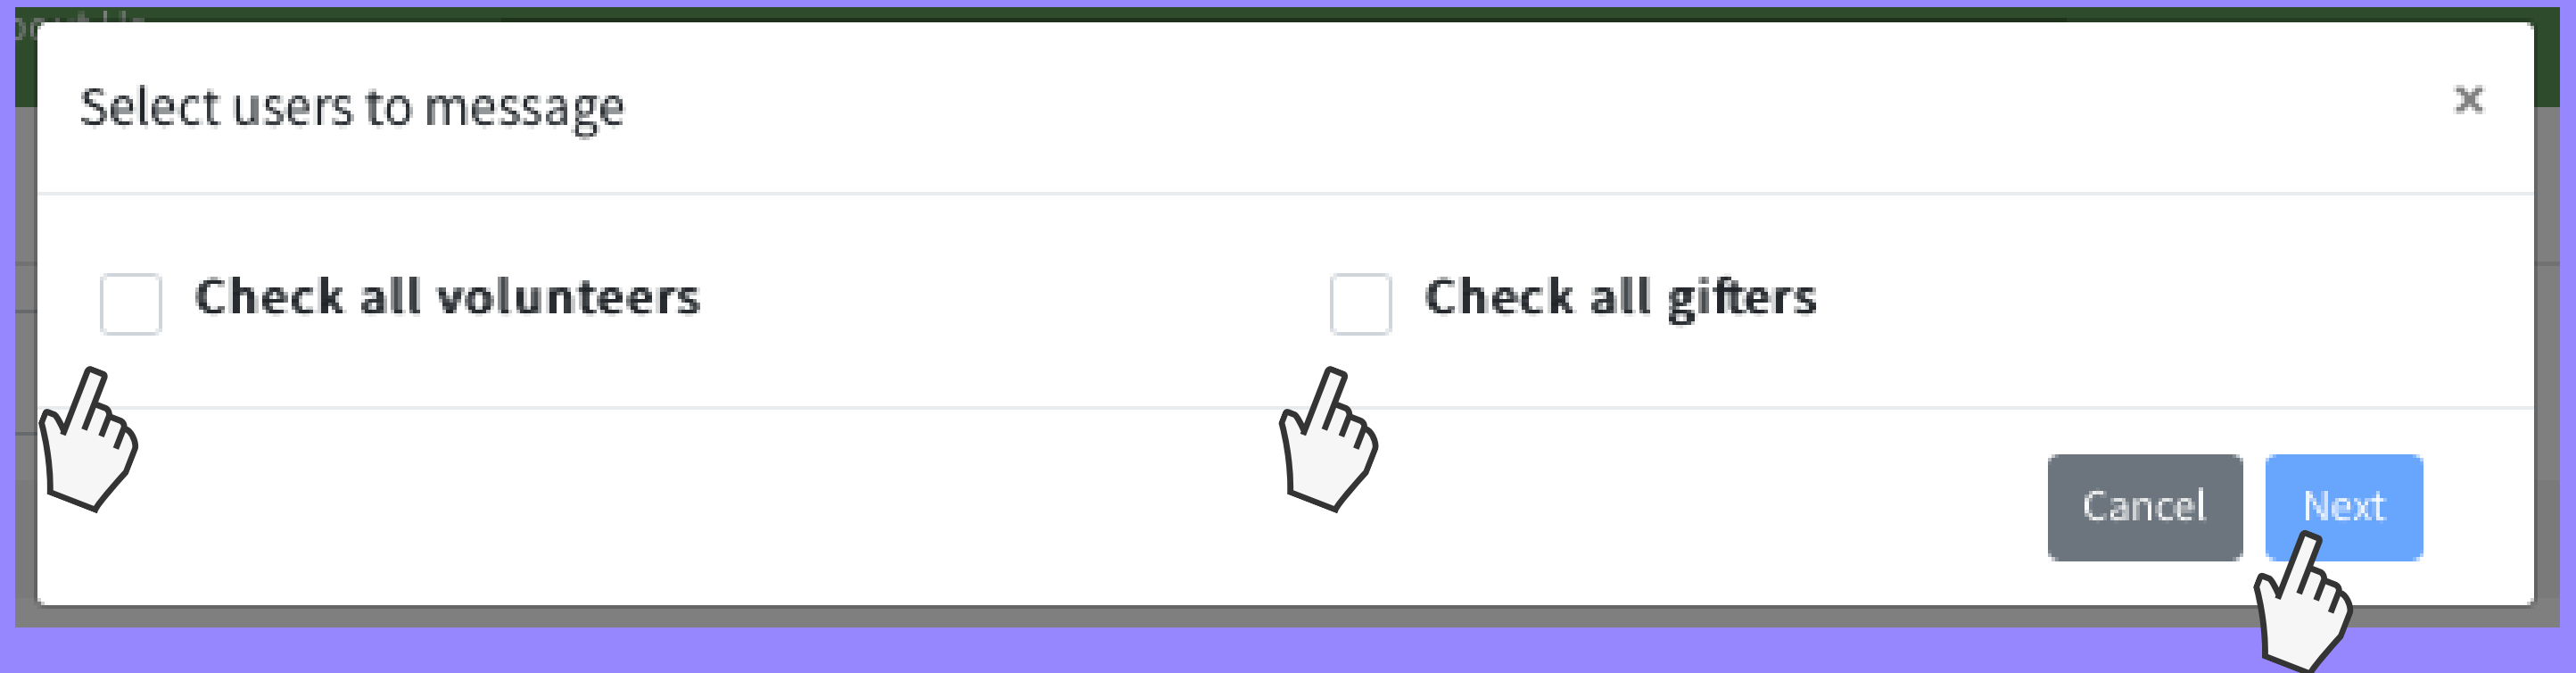 Select users to message
×
Check all volunteers
Check all gifters
Cancel
Next